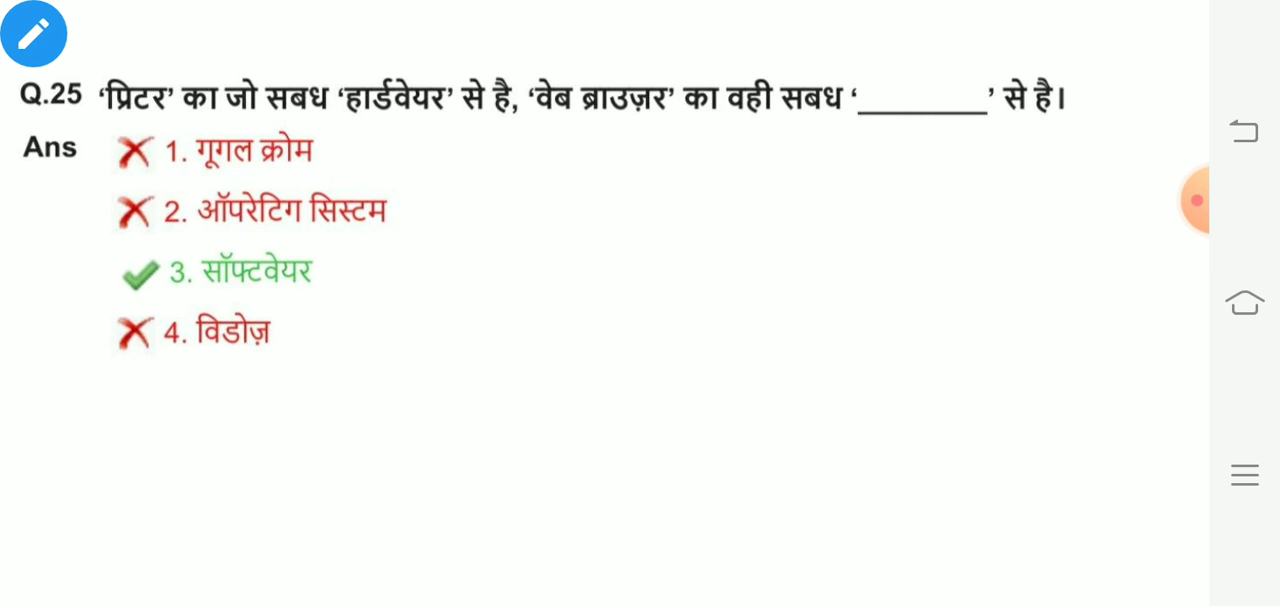 Q.25 ‘प्रिटर’ का जो सबध ‘हार्डवेयर’ से है, ‘वेब ब्राउज़र’ का वही सबध ‘________’ से है।
Ans 1. गूगल क्रोम
2. ऑपरेटिग सिस्टम
3. सॉफ्टवेयर
4. विडोज़